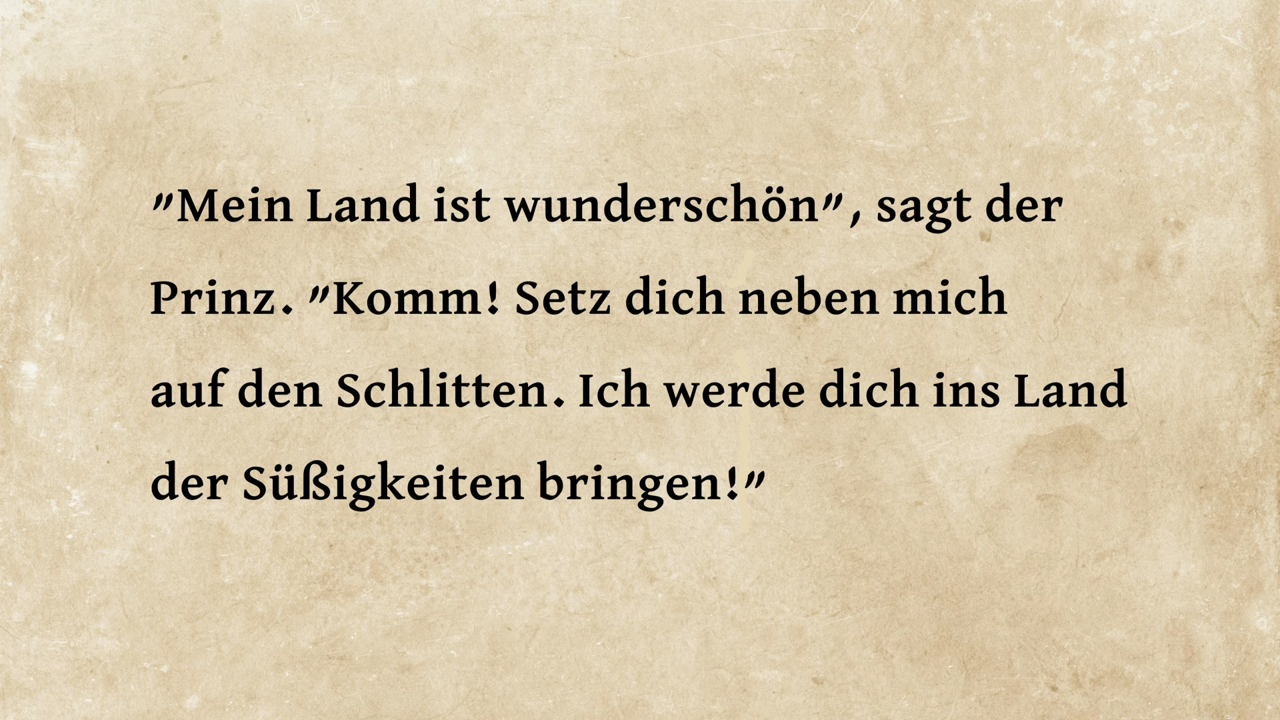 "Mein Land ist wunderschön", sagt der
Prinz. "Komm! Setz dich neben mich
auf den Schlitten. Ich werde dich ins Land
der Süßigkeiten bringen!"